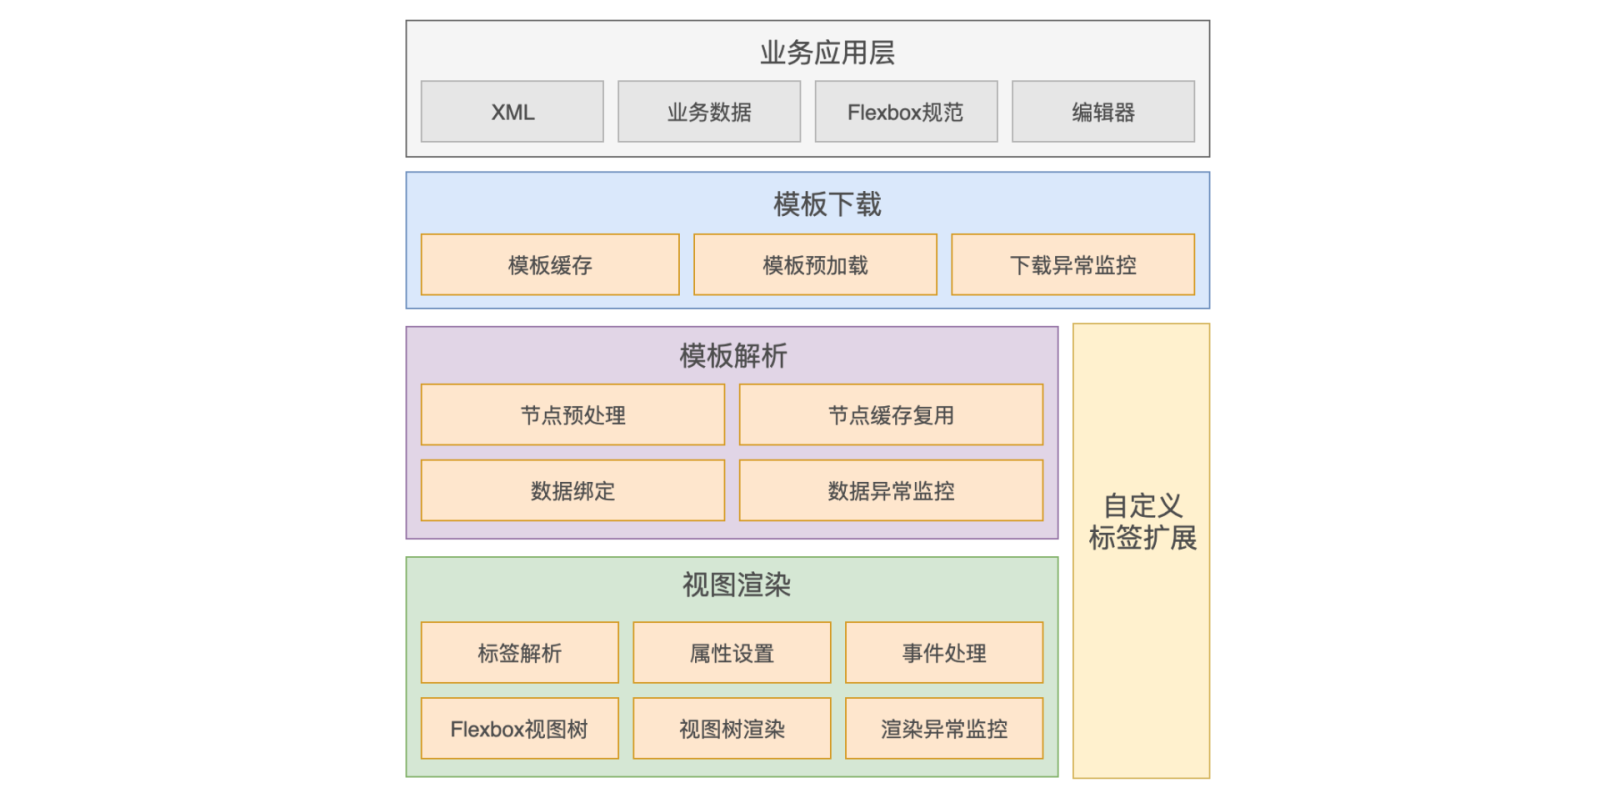 业务应用层
XML
业务数据
Flexbox规范
编辑器
模板下载
模板缓存
模板预加载
下载异常监控
模板解析
节点预处理
节点缓存复用
数据绑定
数据异常监控
自定义
标签扩展
视图渲染
标签解析
属性设置
事件处理
Flexbox视图树
视图树渲染
渲染异常监控